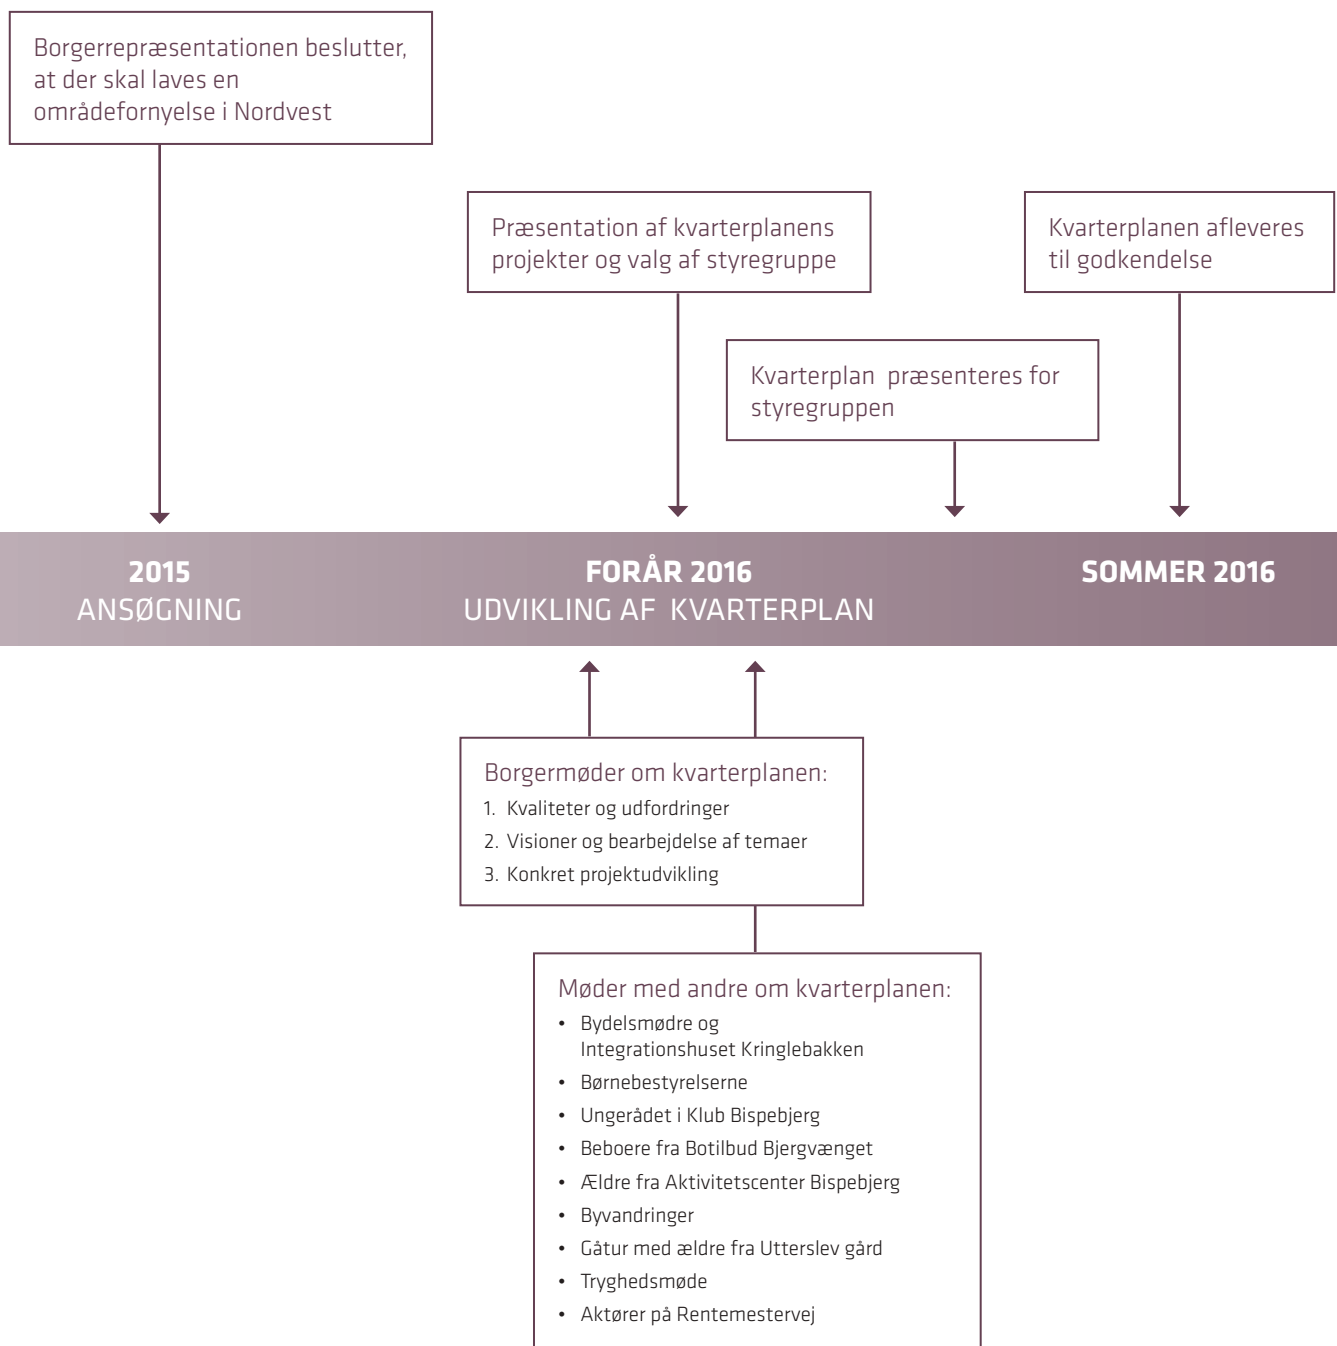 Borgerrepræsentationen beslutter,
at der skal laves en
områdefornyelse i Nordvest
Præsentation af kvarterplanens
projekter og valg af styregruppe
Kvarterplanen afleveres
til godkendelse
Kvarterplan præsenteres for
styregruppen
2015
ANSØGNING
FORÅR 2016
UDVIKLING AF KVARTERPLAN
SOMMER 2016
Borgermøder om kvarterplanen:
1. Kvaliteter og udfordringer
2. Visioner og bearbejdelse af temaer
3. Konkret projektudvikling
Møder med andre om kvarterplanen:
• Bydelsmødre og
Integrationshuset Kringlebakken
• Børnebestyrelserne
• Ungerådet i Klub Bispebjerg
• Beboere fra Botilbud Bjergvænget
• Ældre fra Aktivitetscenter Bispebjerg
• Byvandringer
• Gåtur med ældre fra Utterslev gård
• Tryghedsmøde
• Aktører på Rentemestervej